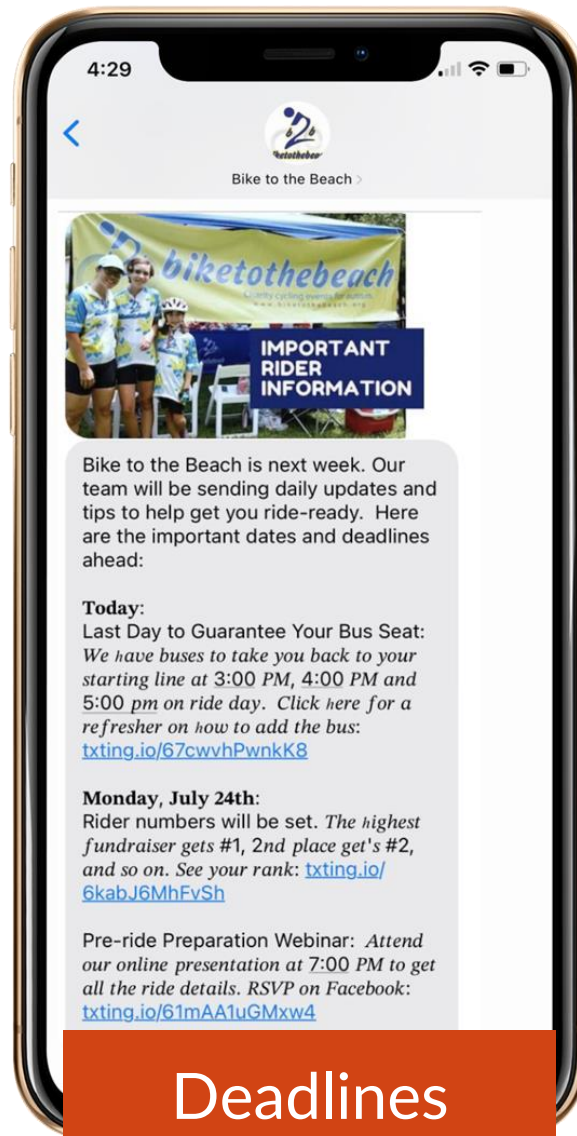 4:29
Bike to the Beach
biketothebeach
Charity cycling events for autism.
www.biketothebeach.org
IMPORTANT
RIDER
INFORMATION
Bike to the Beach is next week. Our
team will be sending daily updates and
tips to help get you ride-ready.  Here
are the important dates and deadlines
ahead:
Today:
Last Day to Guarantee Your Bus Seat:
We have buses to take you back to your
starting line at 3:00 PM, 4:00 PM and
5:00 pm on ride day.  Click here for a
refresher on how to add the bus:
txting.io/67cwvhPwnkK8
Monday, July 24th:
Rider numbers will be set. The highest
fundraiser gets #1, 2nd place get's #2,
and so on. See your rank: txting.io/
6kabJ6MhFvSh
Pre-ride Preparation Webinar:  Attend
our online presentation at 7:00 PM to get
all the ride details. RSVP on Facebook:
txting.io/61mAA1uGMxw4
Deadlines